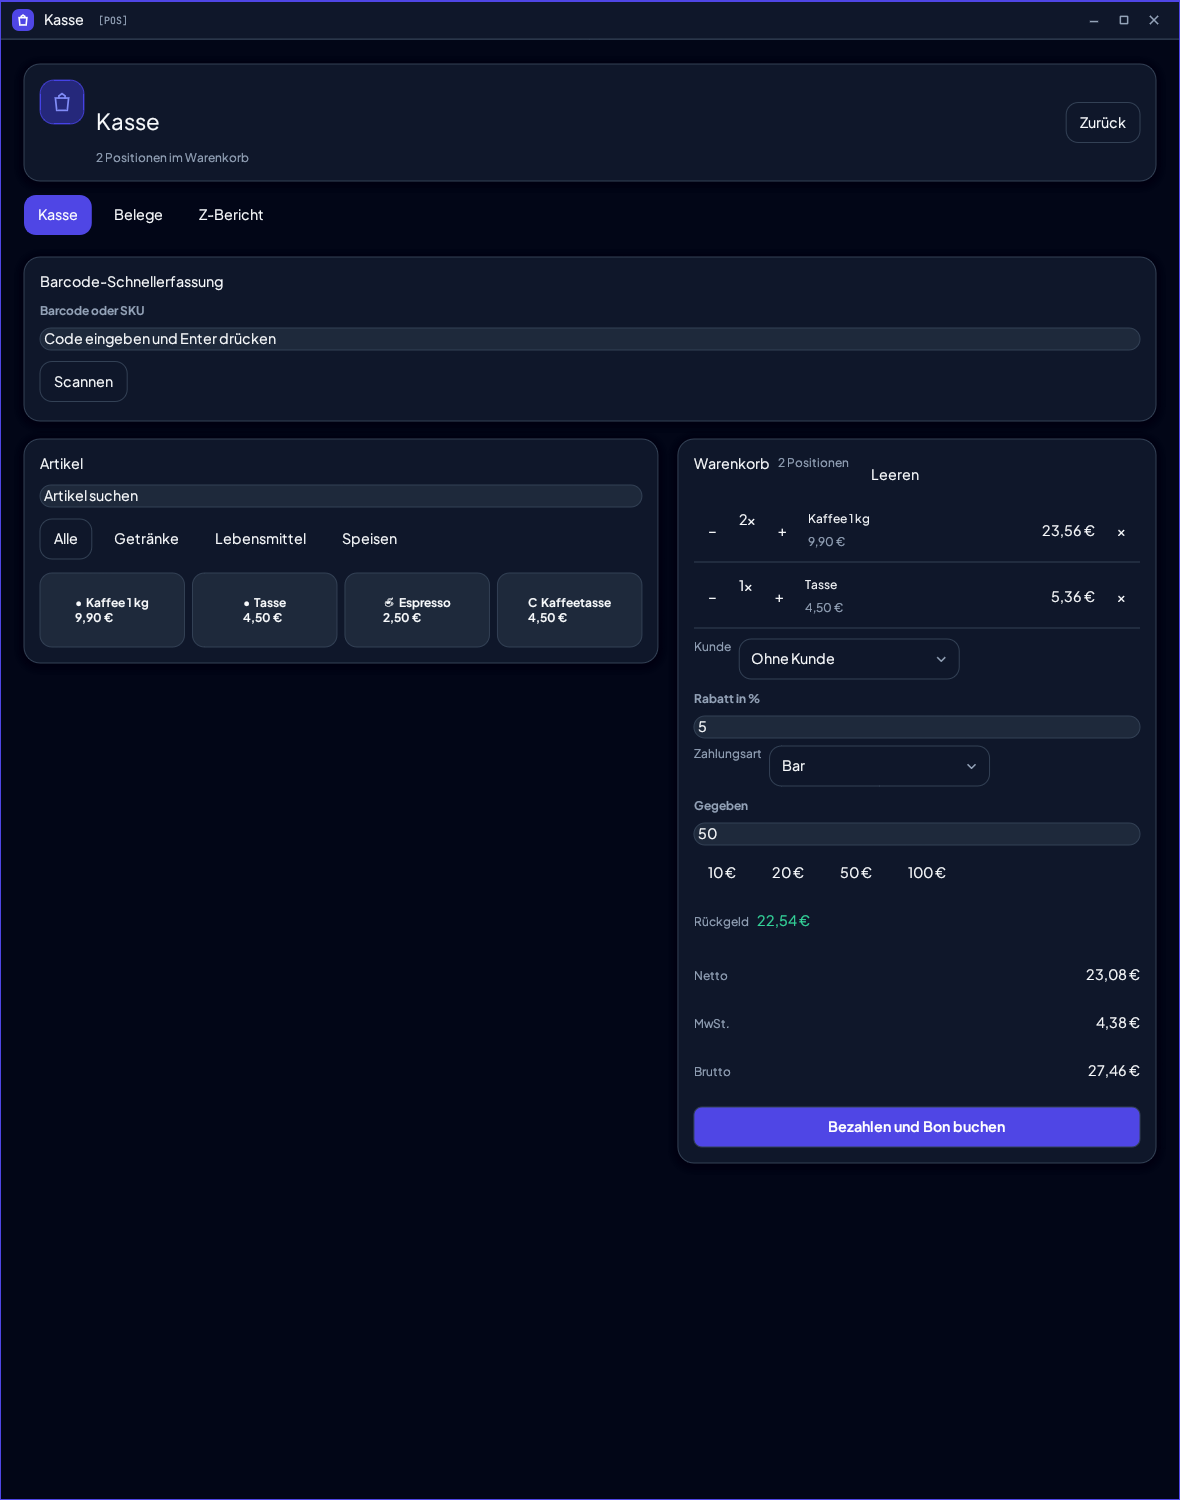 Kasse [POS]
Kasse
2 Positionen im Warenkorb
Zurück
Kasse Belege Z-Bericht
Barcode-Schnellerfassung
Barcode oder SKU
Code eingeben und Enter drücken
Scannen
Artikel
Artikel suchen
Alle Getränke Lebensmittel Speisen
• Kaffee 1 kg
9,90 €
• Tasse
4,50 €
Espresso
2,50 €
C Kaffeetasse
4,50 €
Warenkorb 2 Positionen Leeren
− 2× + Kaffee 1 kg 23,56 € ×
9,90 €
− 1× + Tasse 5,36 € ×
4,50 €
Kunde Ohne Kunde
Rabatt in %
5
Zahlungsart Bar
Gegeben
50
10 € 20 € 50 € 100 €
Rückgeld 22,54 €
Netto 23,08 €
MwSt. 4,38 €
Brutto 27,46 €
Bezahlen und Bon buchen